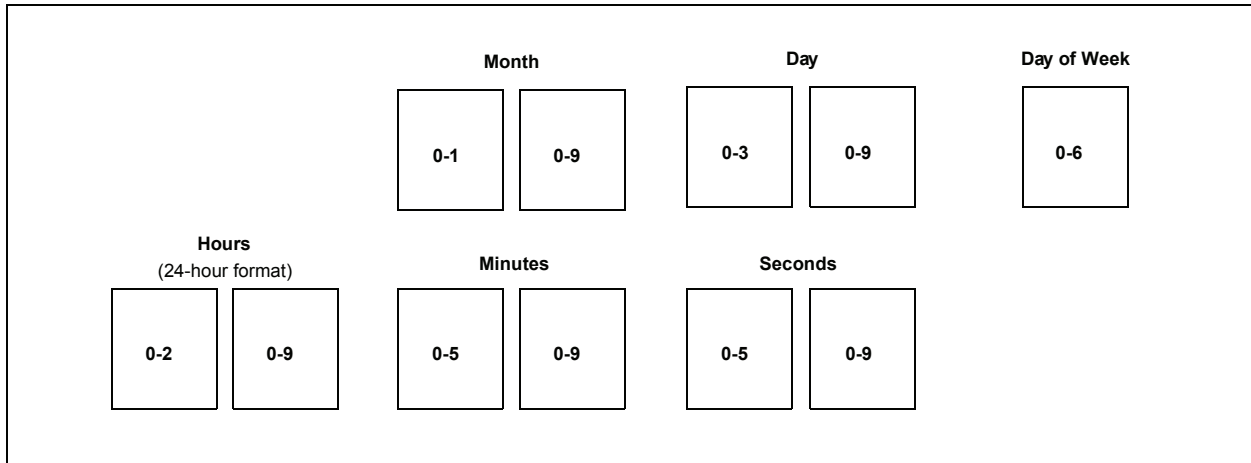 Month Day Day of Week
0-1 0-9 0-3 0-9 0-6
Hours
(24-hour format)
Minutes Seconds
0-2 0-9 0-5 0-9 0-5 0-9